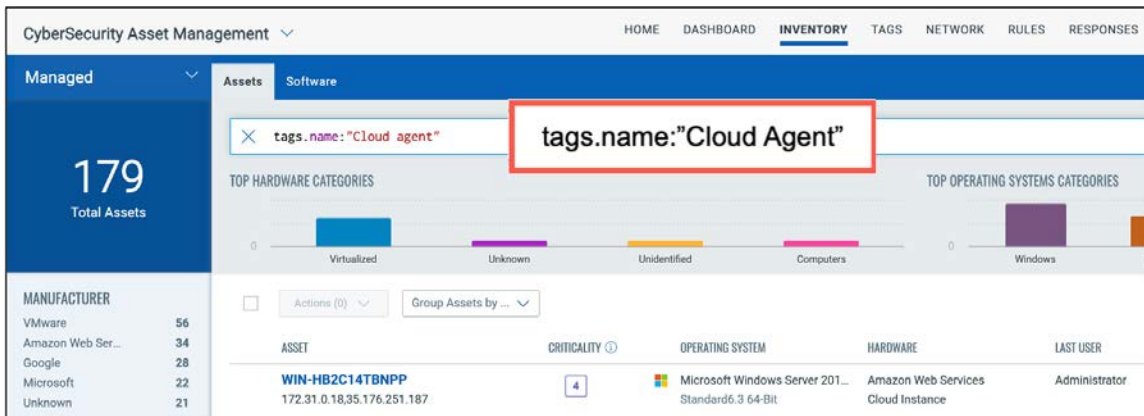 CyberSecurity Asset Management
HOME DASHBOARD INVENTORY TAGS NETWORK RULES RESPONSES
Managed
Assets Software
tags.name:"Cloud agent"
tags.name:”Cloud Agent”
179
Total Assets
TOP HARDWARE CATEGORIES
TOP OPERATING SYSTEMS CATEGORIES
0
Virtualized Unknown Unidentified Computers
0
Windows
MANUFACTURER
VMware 56
Amazon Web Ser... 34
Google 28
Microsoft 22
Unknown 21
Actions (0) Group Assets by ...
ASSET CRITICALITY OPERATING SYSTEM HARDWARE LAST USER
WIN-HB2C14TBNPP 4 Microsoft Windows Server 201... Amazon Web Services Administrator
172.31.0.18,35.176.251.187 Standard6.3 64-Bit Cloud Instance